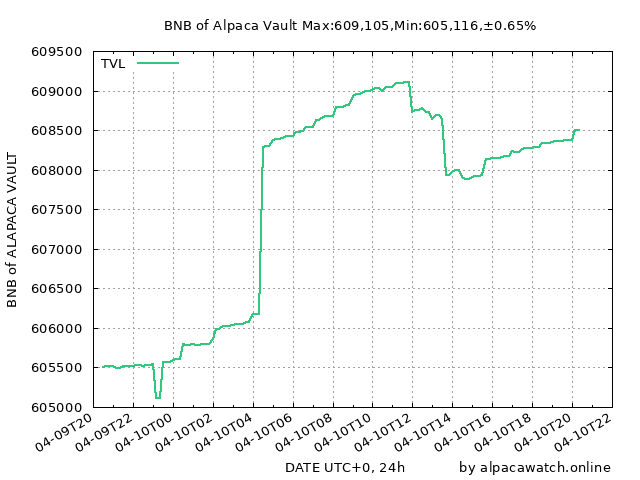 BNB of Alpaca Vault Max:609,105,Min:605,116,±0.65%
TVL
BNB of ALAPACA VAULT
609500
609000
608500
608000
607500
607000
606500
606000
605500
605000
04-09T20
04-09T22
04-10T00
04-10T02
04-10T04
04-10T06
04-10T08
04-10T10
04-10T12
04-10T14
04-10T16
04-10T18
04-10T20
04-10T22
DATE UTC+0, 24h
by alpacawatch.online